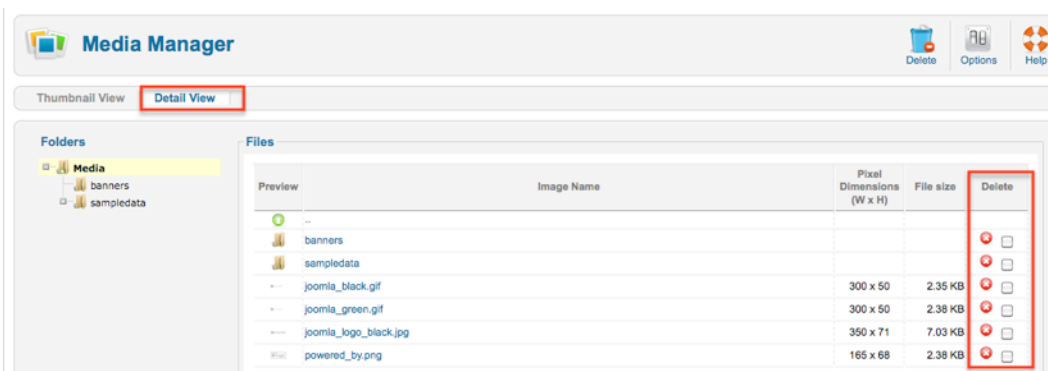 Media Manager
Delete
Options
Help
Thumbnail View
Detail View
Folders
Media
banners
sampledata
Files
Preview
Image Name
Pixel
Dimensions
(W x H)
File size
Delete
..
banners
sampledata
joomla_black.gif 300 x 50 2.35 KB
joomla_green.gif 300 x 50 2.38 KB
joomla_logo_black.jpg 350 x 71 7.03 KB
powered_by.png 165 x 68 2.38 KB